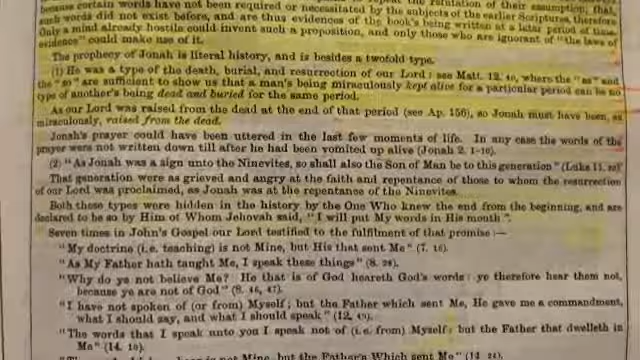 because certain words have not been required or necessitated by the subjects of the earlier Scriptures, therefore
such words did not exist before, and are thus evidences of the book's being written at a later period of time.
Only a mind already hostile could invent such a proposition, and only those who are ignorant of "the laws of
evidence" could make use of it.
The prophecy of Jonah is literal history, and is besides a twofold type.
(1) He was a type of the death, burial, and resurrection of our Lord; see Matt. 12. 40, where the "as" and
the "so" are sufficient to show us that a man's being miraculously kept alive for a particular period can be no
type of another's being dead and buried for the same period.
As our Lord was raised from the dead at the end of that period (see Ap. 156), so Jonah must have been, as
miraculously, raised from the dead.
Jonah's prayer could have been uttered in the last few moments of life. In any case the words of the
prayer were not written down till after he had been vomited up alive (Jonah 2. 1-10).
(2) "As Jonah was a sign unto the Ninevites, so shall also the Son of Man be to this generation" (Luke 11. 30)
That generation were as grieved and angry at the faith and repentance of those to whom the resurrection
of our Lord was proclaimed, as Jonah was at the repentance of the Ninevites.
Both these types were hidden in the history by the One Who knew the end from the beginning, and are
declared to be so by Him of Whom Jehovah said, "I will put My words in His mouth".
Seven times in John's Gospel our Lord testified to the fulfilment of that promise:—
"My doctrine (i.e. teaching) is not Mine, but His that sent Me" (7. 16).
"As My Father hath taught Me, I speak these things" (8. 28).
"Why do ye not believe Me? He that is of God heareth God's words: ye therefore hear them not,
because ye are not of God" (8. 46, 47).
"I have not spoken of (or from) Myself; but the Father which sent Me, He gave me a commandment,
what I should say, and what I should speak" (12. 49).
"The words that I speak unto you I speak not of (i.e. from) Myself: but the Father that dwelleth in
Me" (14. 10).
is not Mine, but the Father's Which sent Me" (14. 24).